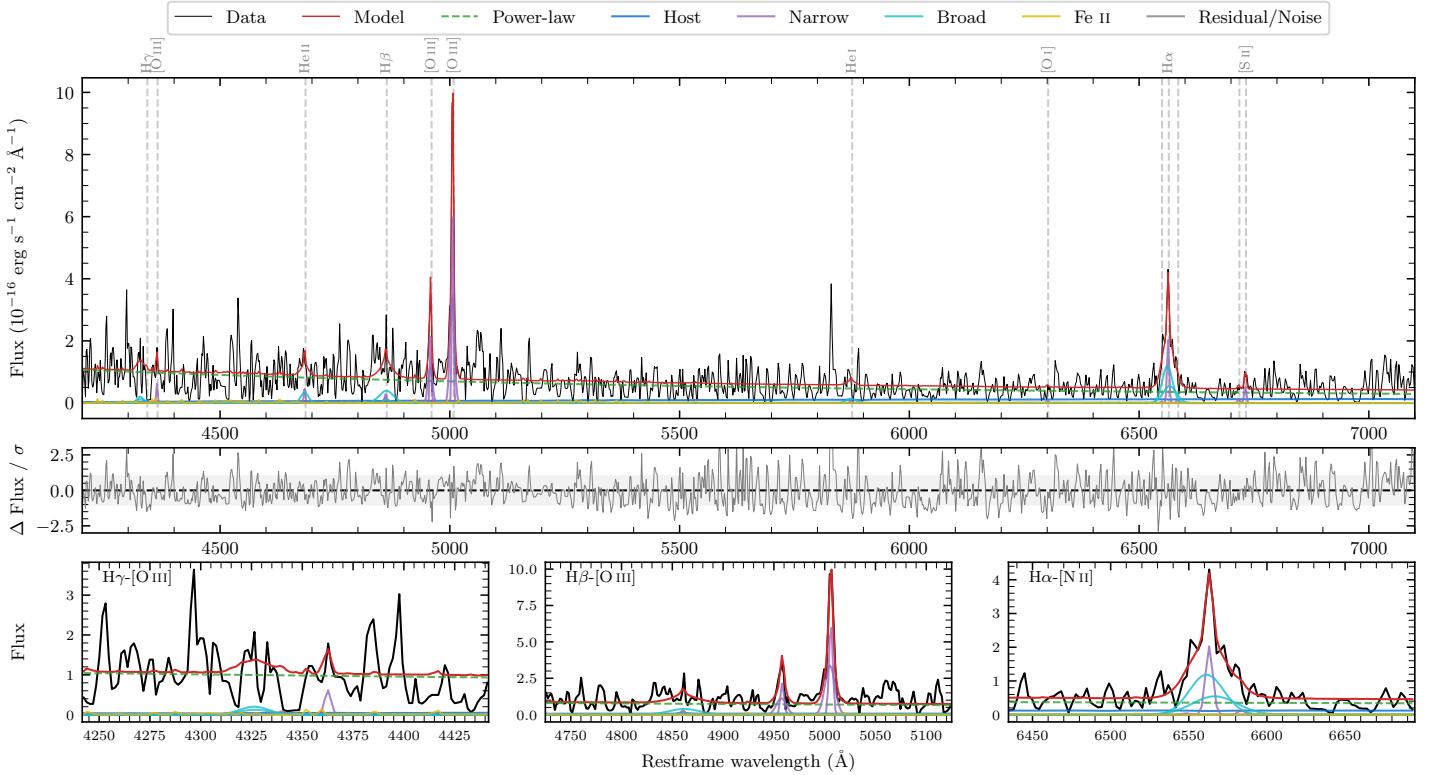 Data Model Power-law Host Narrow Broad Fe II Residual/Noise
Hγ [O III] He II Hβ [O III] [O III] He I [O I] Hα [S II]
Flux (10⁻¹⁶ erg s⁻¹ cm⁻² Å⁻¹)
10
8
6
4
2
0
4500 5000 5500 6000 6500 7000
Δ Flux / σ
2.5
0.0
−2.5
4500 5000 5500 6000 6500 7000
Flux
Hγ-[O III]
3
2
1
0
4250 4275 4300 4325 4350 4375 4400 4425
Hβ-[O III]
10.0
7.5
5.0
2.5
0.0
4750 4800 4850 4900 4950 5000 5050 5100
Hα-[N II]
4
3
2
1
0
6450 6500 6550 6600 6650
Restframe wavelength (Å)